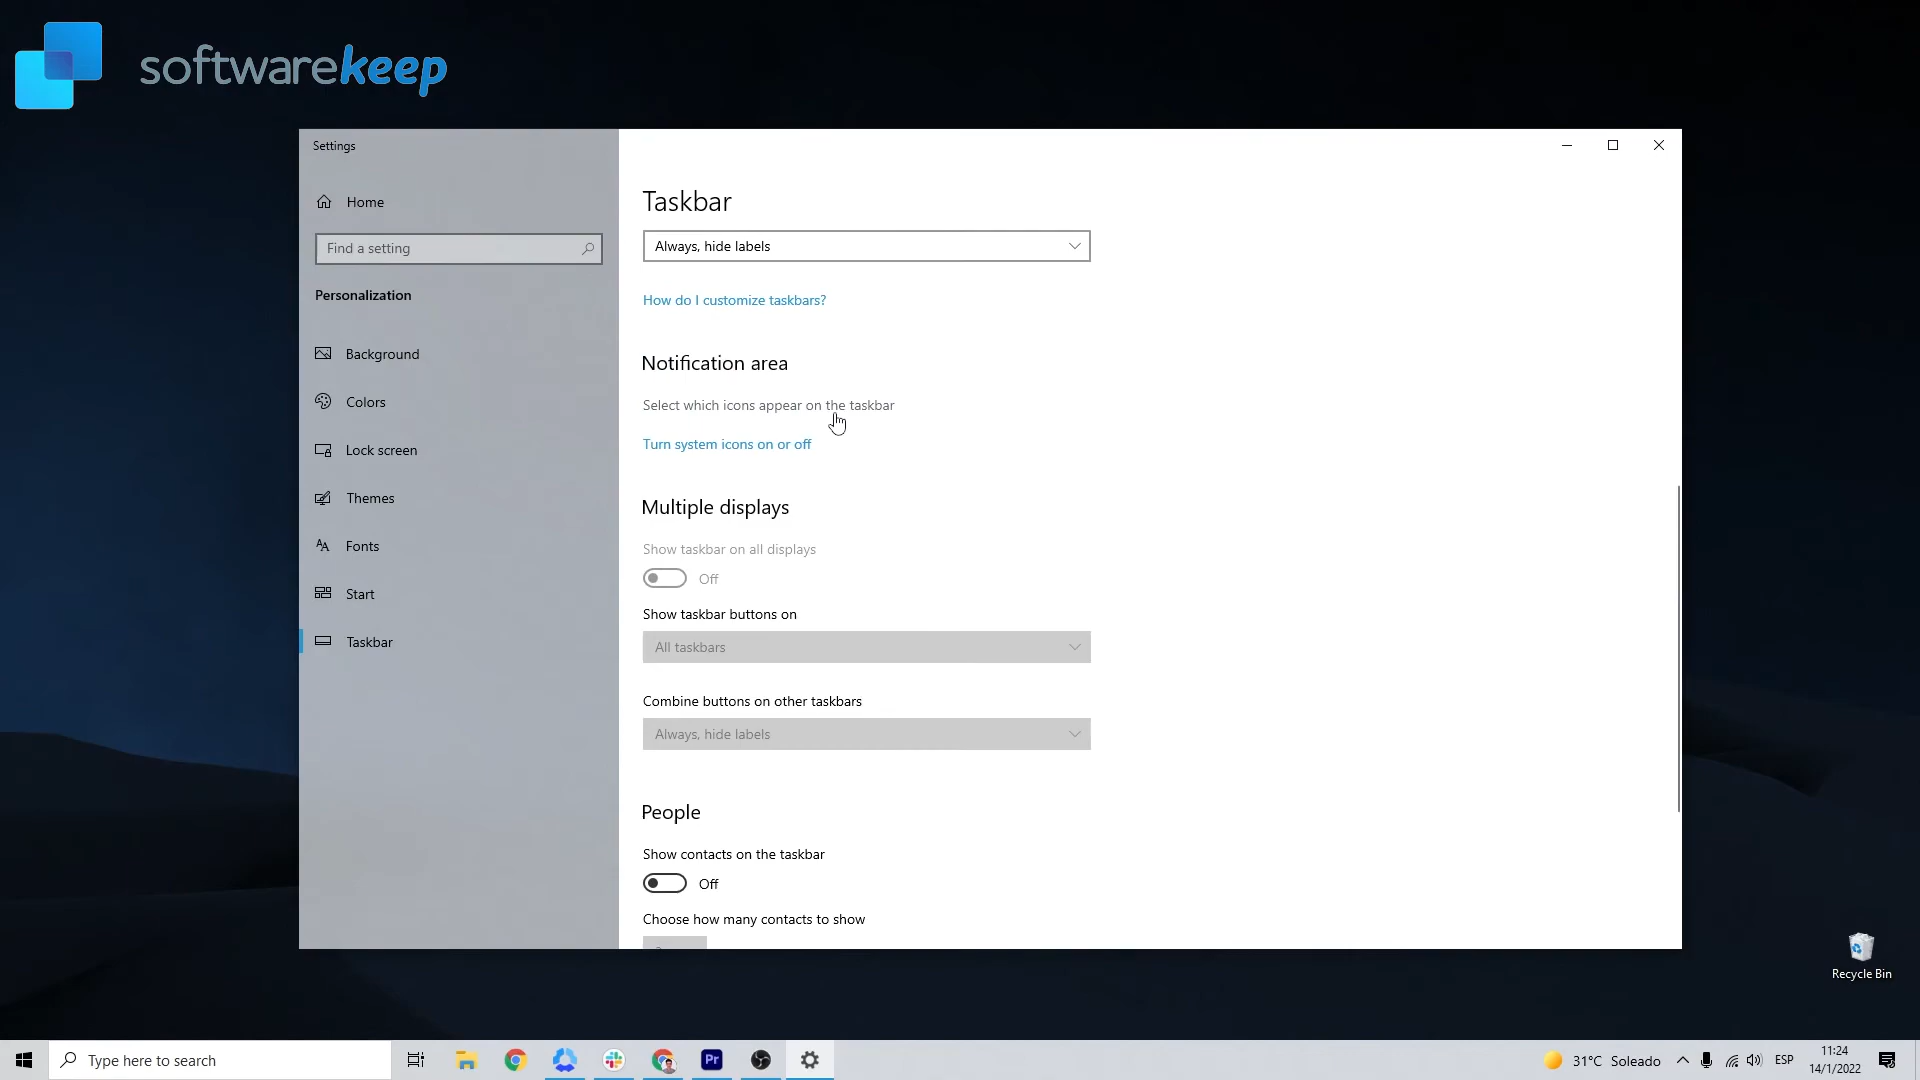 softwarekeep
Settings
Home
Find a setting
Personalization
Background
Colors
Lock screen
Themes
Fonts
Start
Taskbar
Taskbar
Always, hide labels
How do I customize taskbars?
Notification area
Select which icons appear on the taskbar
Turn system icons on or off
Multiple displays
Show taskbar on all displays
Off
Show taskbar buttons on
All taskbars
Combine buttons on other taskbars
Always, hide labels
People
Show contacts on the taskbar
Off
Choose how many contacts to show
Recycle Bin
Type here to search
Pr
31°C Soleado
ESP
11:24
14/1/2022